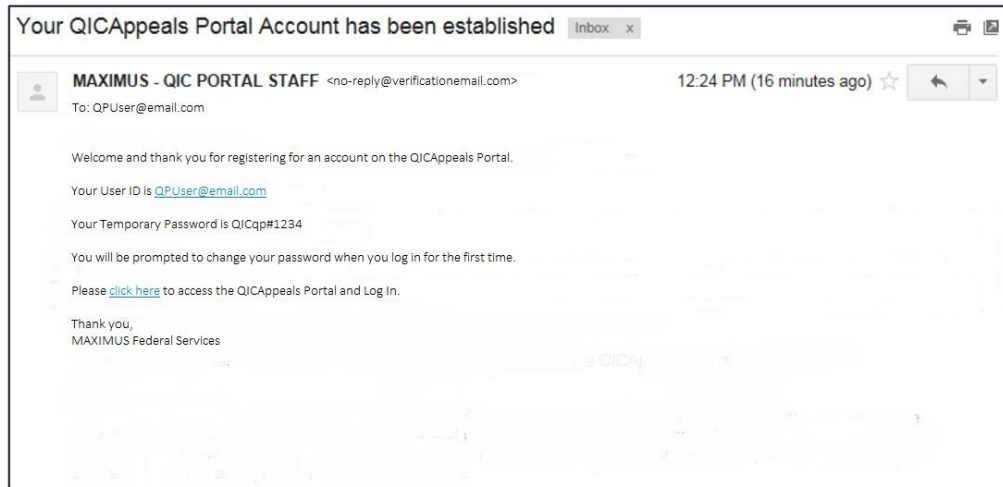 Your QICAppeals Portal Account has been established Inbox x
MAXIMUS - QIC PORTAL STAFF <no-reply@verificationemail.com> 12:24 PM (16 minutes ago)
To: QPUser@email.com
Welcome and thank you for registering for an account on the QICAppeals Portal.
Your User ID is QPUser@email.com
Your Temporary Password is QICqp#1234
You will be prompted to change your password when you log in for the first time.
Please click here to access the QICAppeals Portal and Log In.
Thank you,
MAXIMUS Federal Services